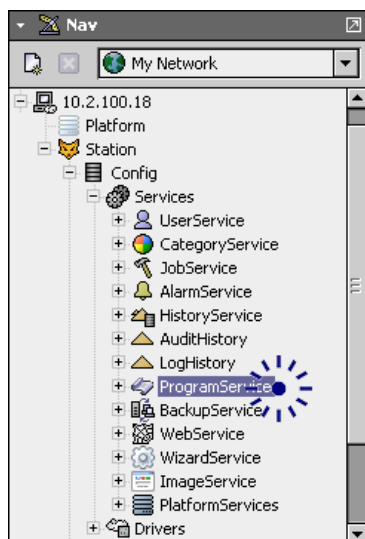 Nav
My Network
10.2.100.18
Platform
Station
Config
Services
UserService
CategoryService
JobService
AlarmService
HistoryService
AuditHistory
LogHistory
ProgramService
BackupService
WebService
WizardService
ImageService
PlatformServices
Drivers